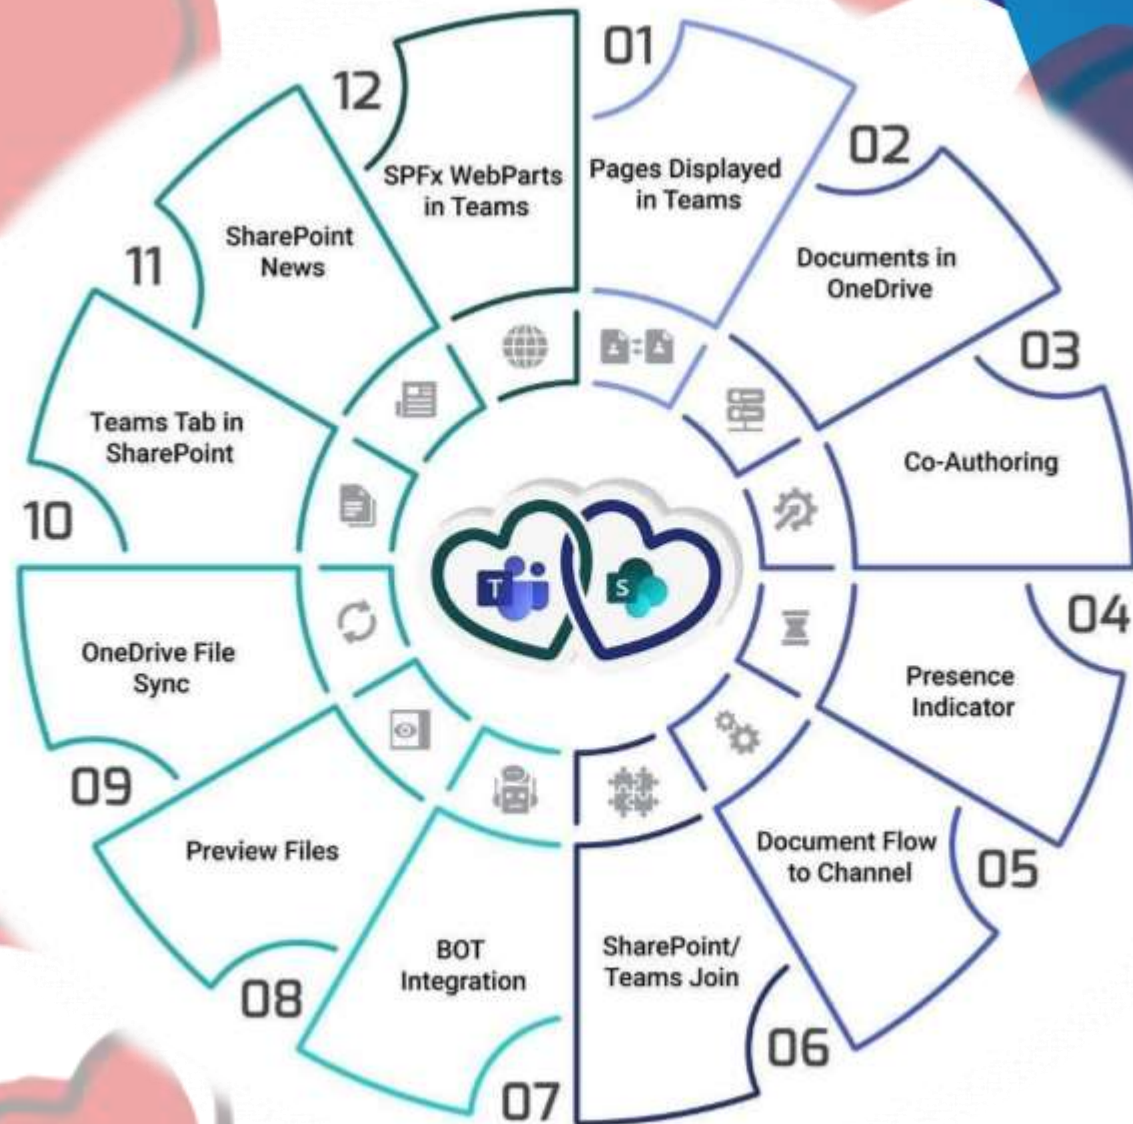 01
Pages Displayed
in Teams
02
Documents in
OneDrive
03
Co-Authoring
04
Presence
Indicator
05
Document Flow
to Channel
06
SharePoint/
Teams Join
07
BOT
Integration
08
Preview Files
09
OneDrive File
Sync
10
Teams Tab in
SharePoint
11
SharePoint
News
12
SPFx WebParts
in Teams
T
S